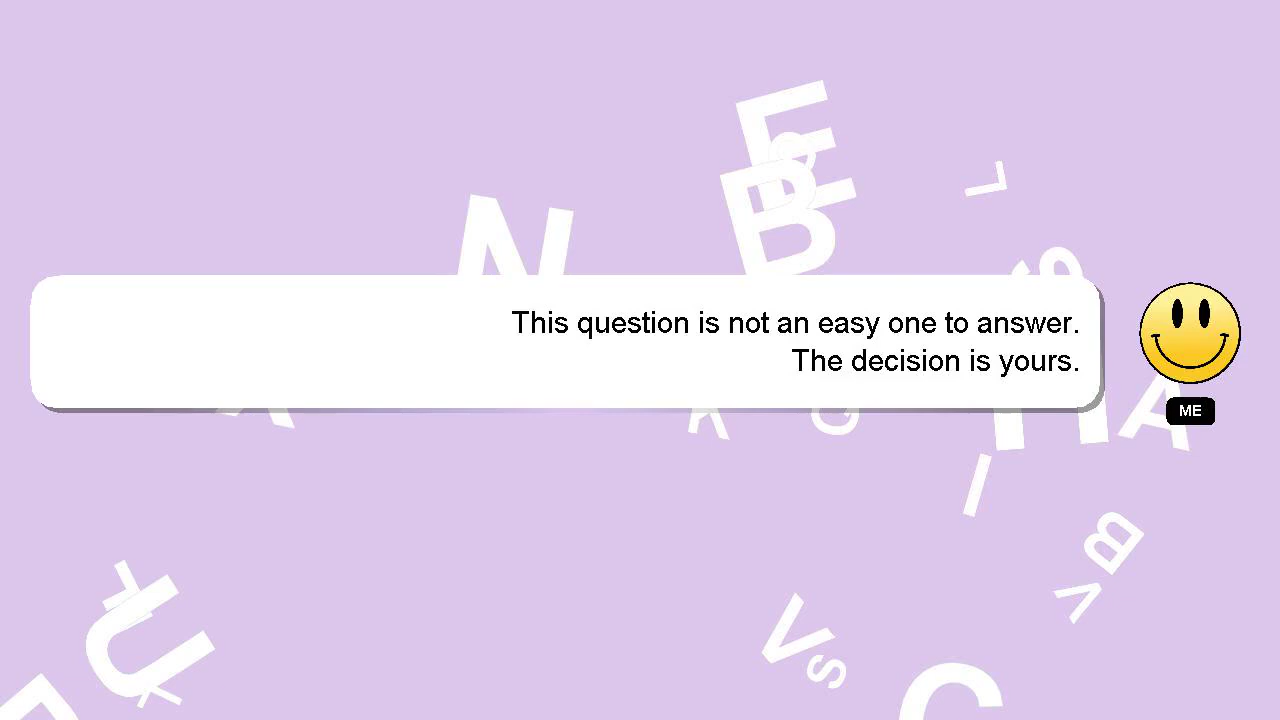 This question is not an easy one to answer.
The decision is yours.
ME